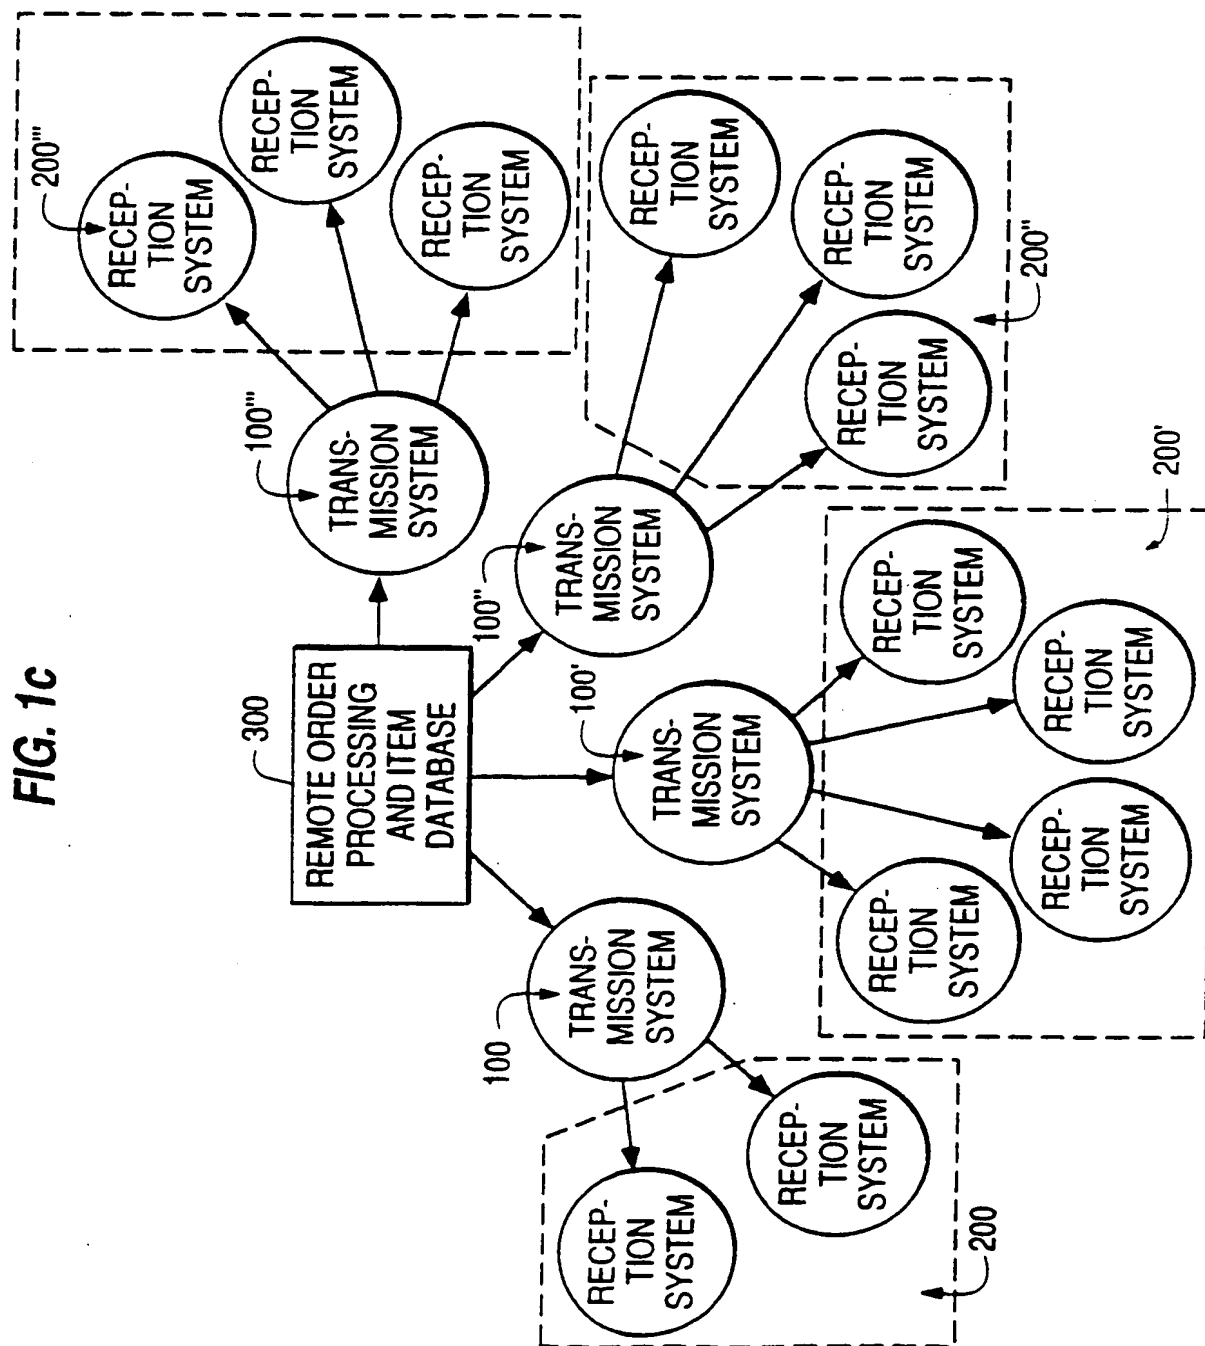 FIG. 1c
300
REMOTE ORDER
PROCESSING
AND ITEM
DATABASE
100
TRANS-
MISSION
SYSTEM
100'
TRANS-
MISSION
SYSTEM
100"
TRANS-
MISSION
SYSTEM
100'"
TRANS-
MISSION
SYSTEM
RECEP-
TION
SYSTEM
RECEP-
TION
SYSTEM
200
RECEP-
TION
SYSTEM
RECEP-
TION
SYSTEM
RECEP-
TION
SYSTEM
RECEP-
TION
SYSTEM
200'
RECEP-
TION
SYSTEM
RECEP-
TION
SYSTEM
RECEP-
TION
SYSTEM
200"
200'"
RECEP-
TION
SYSTEM
RECEP-
TION
SYSTEM
RECEP-
TION
SYSTEM